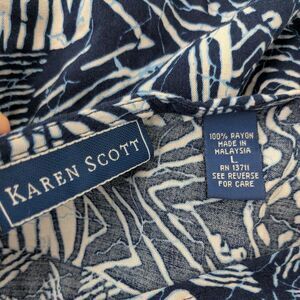 KAREN SCOTT
100% RAYON
MADE IN
MALAYSIA
L
RN 13711
SEE REVERSE
FOR CARE